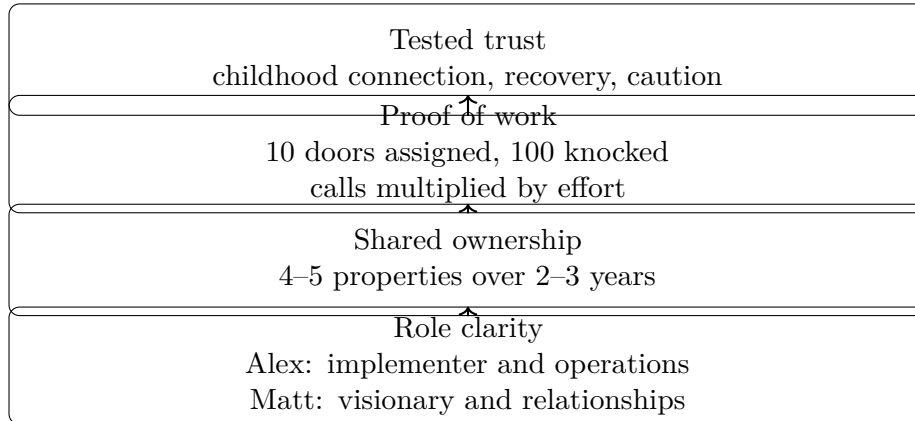 Tested trust
childhood connection, recovery, caution
Proof of work
10 doors assigned, 100 knocked
calls multiplied by effort
Shared ownership
4–5 properties over 2–3 years
Role clarity
Alex: implementer and operations
Matt: visionary and relationships